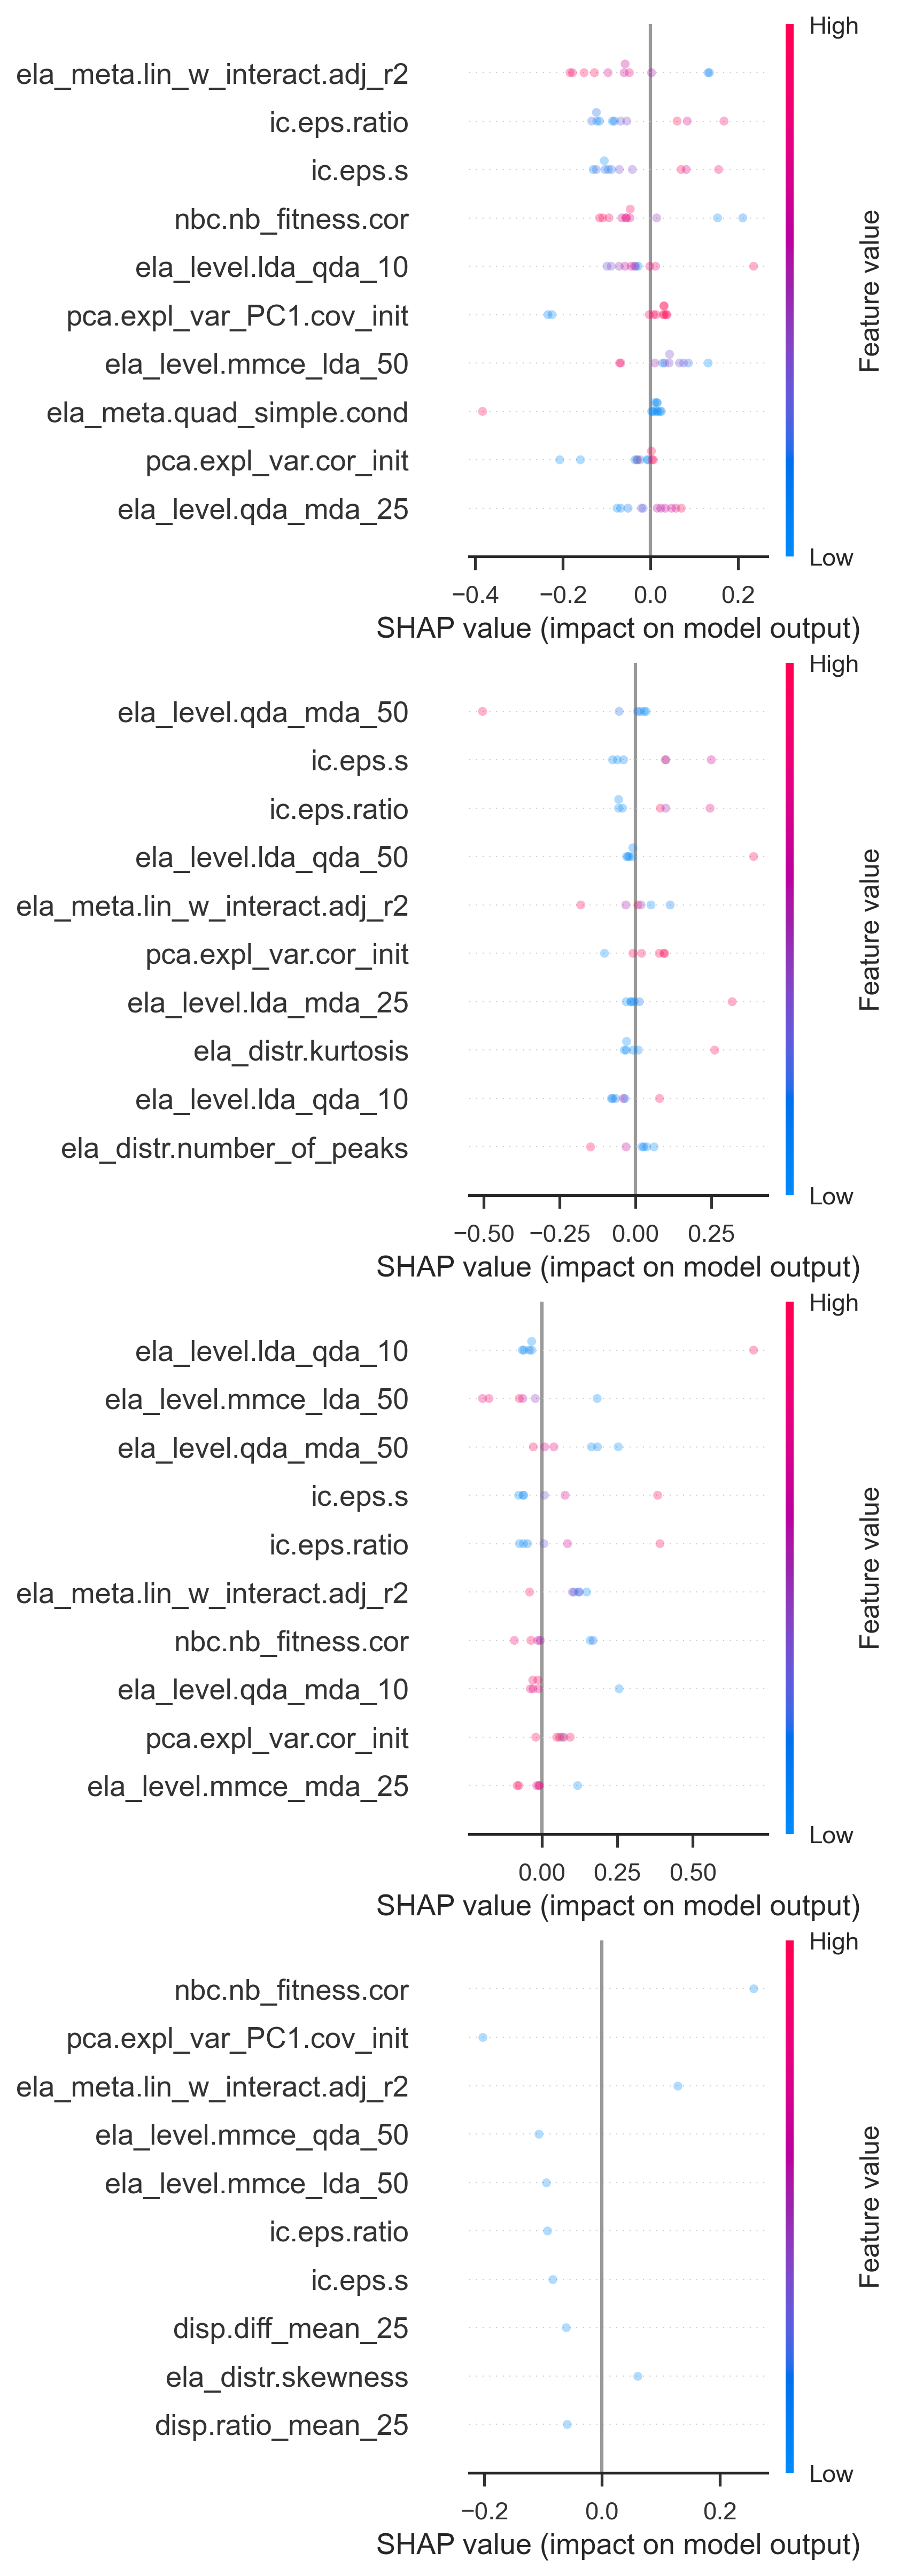 High
ela_meta.lin_w_interact.adj_r2
ic.eps.ratio
ic.eps.s
nbc.nb_fitness.cor
ela_level.lda_qda_10
pca.expl_var_PC1.cov_init
ela_level.mmce_lda_50
ela_meta.quad_simple.cond
pca.expl_var.cor_init
ela_level.qda_mda_25
Feature value
Low
−0.4 −0.2 0.0 0.2
SHAP value (impact on model output)
High
ela_level.qda_mda_50
ic.eps.s
ic.eps.ratio
ela_level.lda_qda_50
ela_meta.lin_w_interact.adj_r2
pca.expl_var.cor_init
ela_level.lda_mda_25
ela_distr.kurtosis
ela_level.lda_qda_10
ela_distr.number_of_peaks
Feature value
Low
−0.50 −0.25 0.00 0.25
SHAP value (impact on model output)
High
ela_level.lda_qda_10
ela_level.mmce_lda_50
ela_level.qda_mda_50
ic.eps.s
ic.eps.ratio
ela_meta.lin_w_interact.adj_r2
nbc.nb_fitness.cor
ela_level.qda_mda_10
pca.expl_var.cor_init
ela_level.mmce_mda_25
Feature value
Low
0.00 0.25 0.50
SHAP value (impact on model output)
High
nbc.nb_fitness.cor
pca.expl_var_PC1.cov_init
ela_meta.lin_w_interact.adj_r2
ela_level.mmce_qda_50
ela_level.mmce_lda_50
ic.eps.ratio
ic.eps.s
disp.diff_mean_25
ela_distr.skewness
disp.ratio_mean_25
Feature value
Low
−0.2 0.0 0.2
SHAP value (impact on model output)